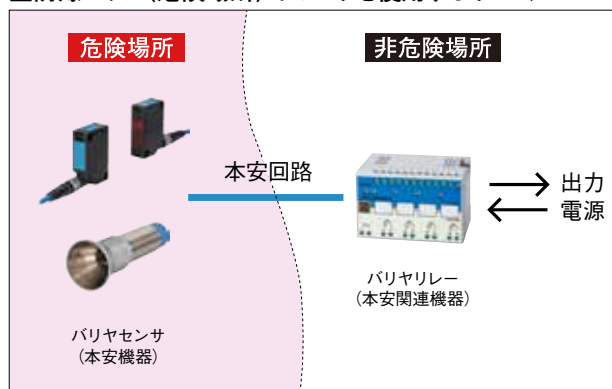 危険場所
非危険場所
本安回路
出力
電源
バリヤリレー
(本安関連機器)
バリヤセンサ
(本安機器)